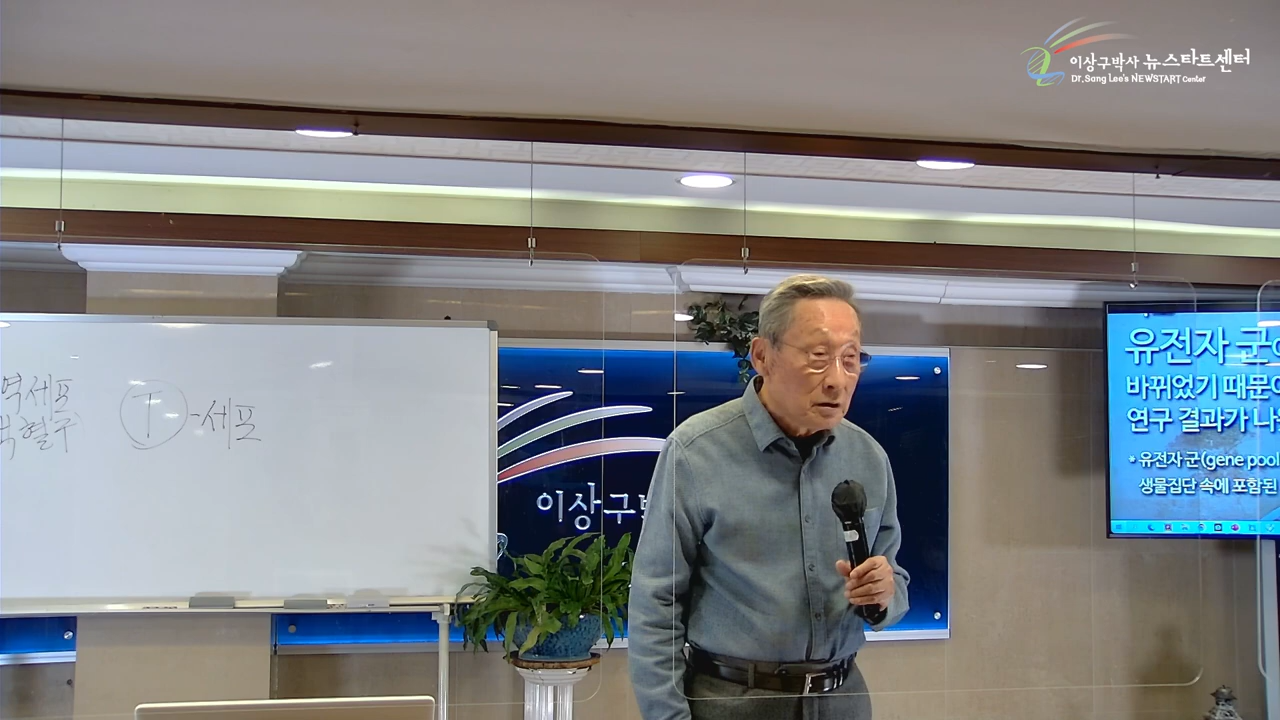 이상구박사 뉴스타트센터
Dr. Sang Lee's NEWSTART Center
역세포
백혈구
T-세포
이상구박
유전자 군
바뀌었기 때문
연구 결과가 나
* 유전자 군(gene pool
생물집단 속에 포함된